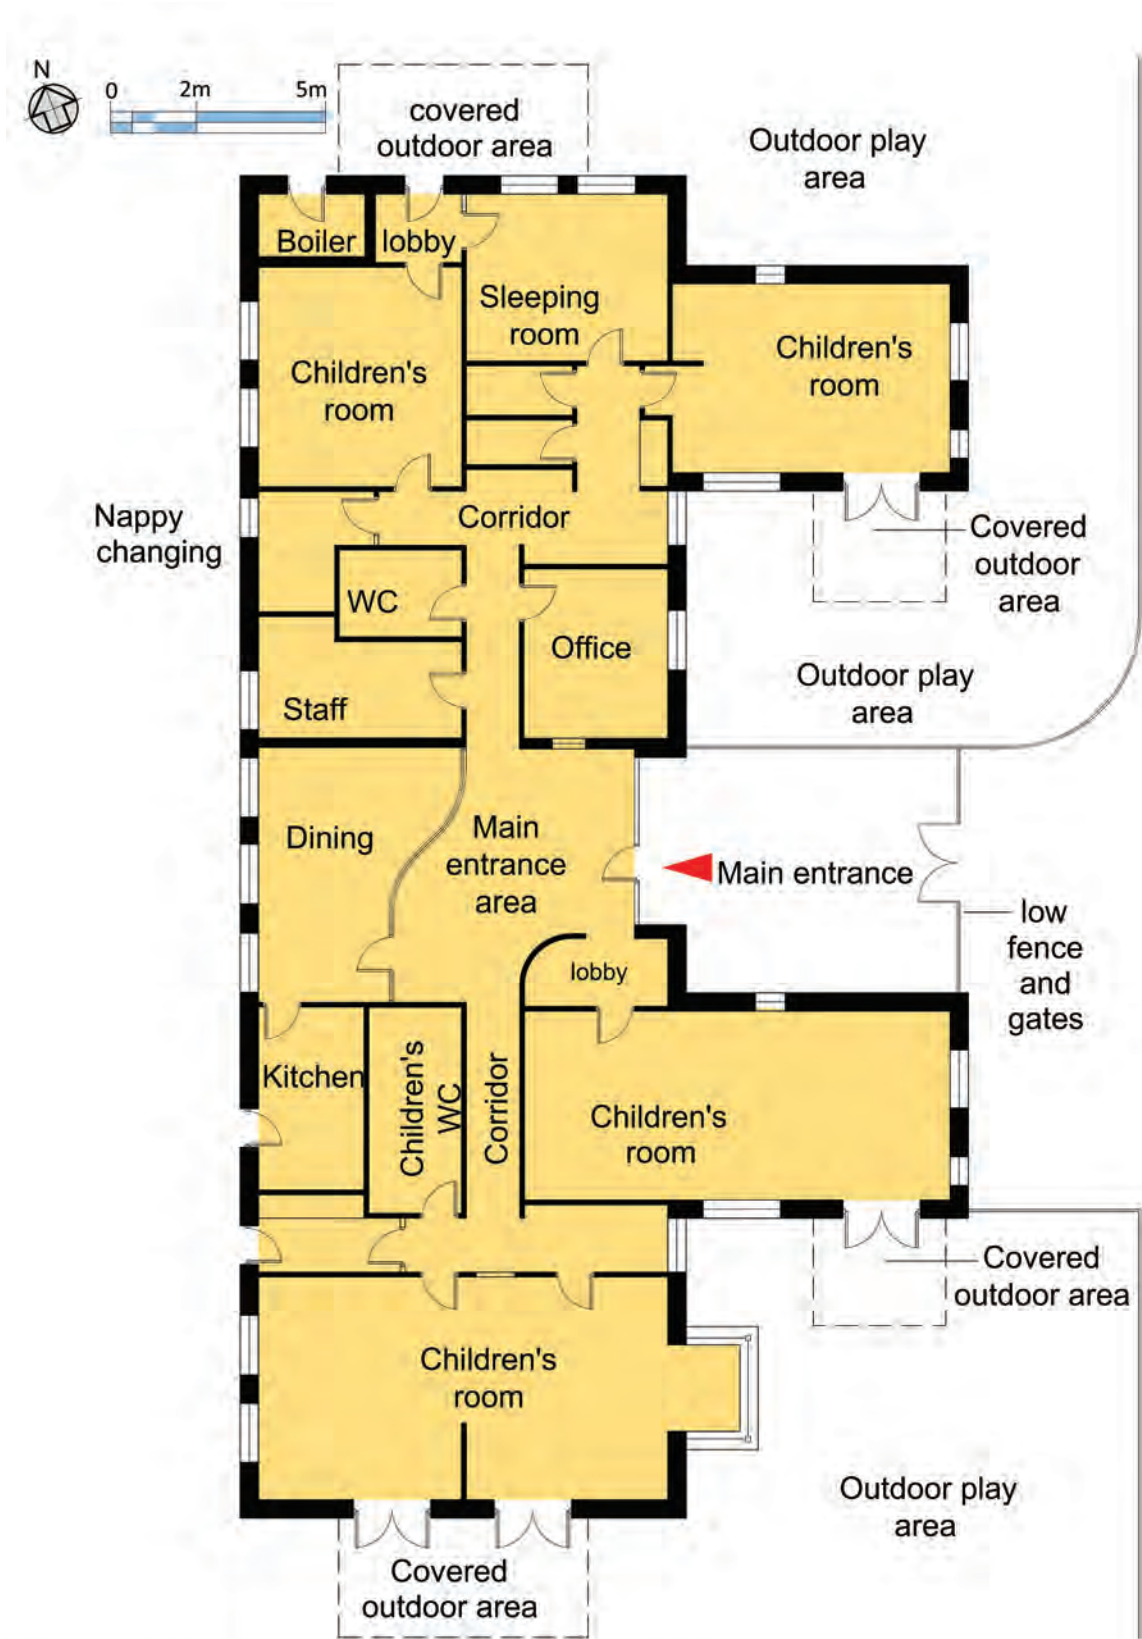 N
0 2m 5m
covered
outdoor area
Outdoor play
area
Boiler
lobby
Sleeping
room
Children's
room
Children's
room
Nappy
changing
Corridor
Covered
outdoor
area
WC
Office
Staff
Outdoor play
area
Dining
Main
entrance
area
Main entrance
low
fence
and
gates
lobby
Kitchen
Children's
WC
Corridor
Children's
room
Covered
outdoor area
Children's
room
Outdoor play
area
Covered
outdoor area